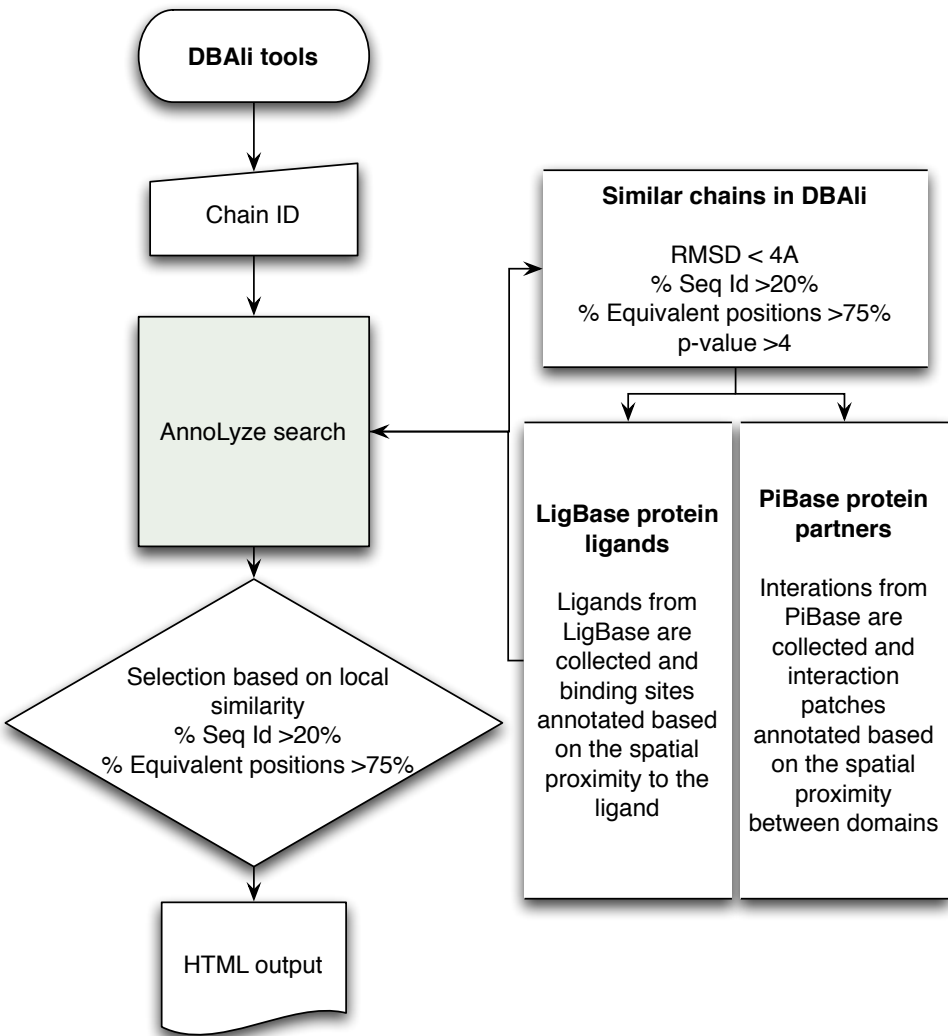 DBAli tools
Chain ID
AnnoLyze search
Selection based on local
similarity
% Seq Id >20%
% Equivalent positions >75%
HTML output
Similar chains in DBAli
RMSD < 4A
% Seq Id >20%
% Equivalent positions >75%
p-value >4
LigBase protein
ligands
Ligands from
LigBase are
collected and
binding sites
annotated based
on the spatial
proximity to the
ligand
PiBase protein
partners
Interations from
PiBase are
collected and
interaction
patches
annotated based
on the spatial
proximity
between domains